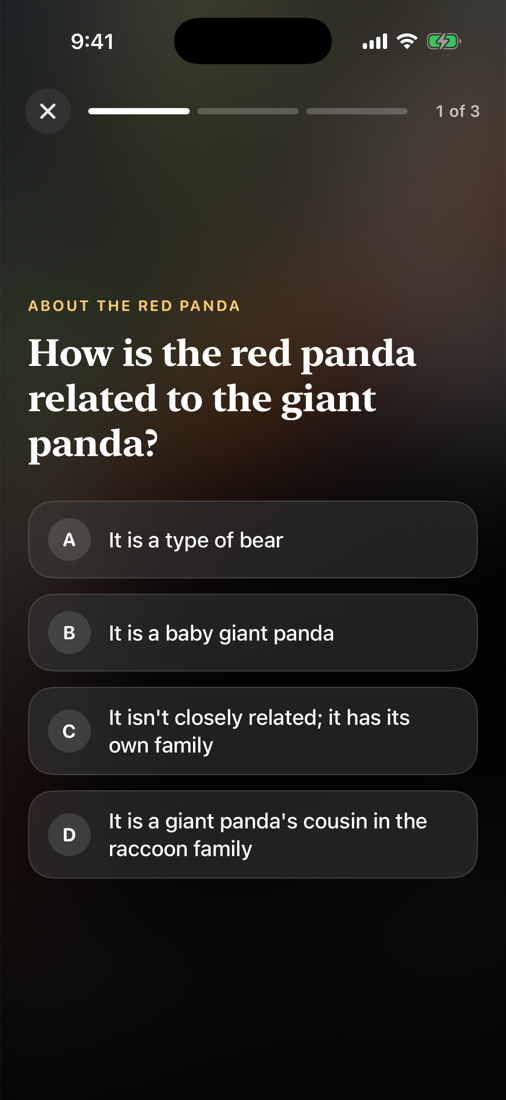 9:41
1 of 3
ABOUT THE RED PANDA
How is the red panda
related to the giant
panda?
A It is a type of bear
B It is a baby giant panda
C It isn't closely related; it has its
own family
D It is a giant panda's cousin in the
raccoon family